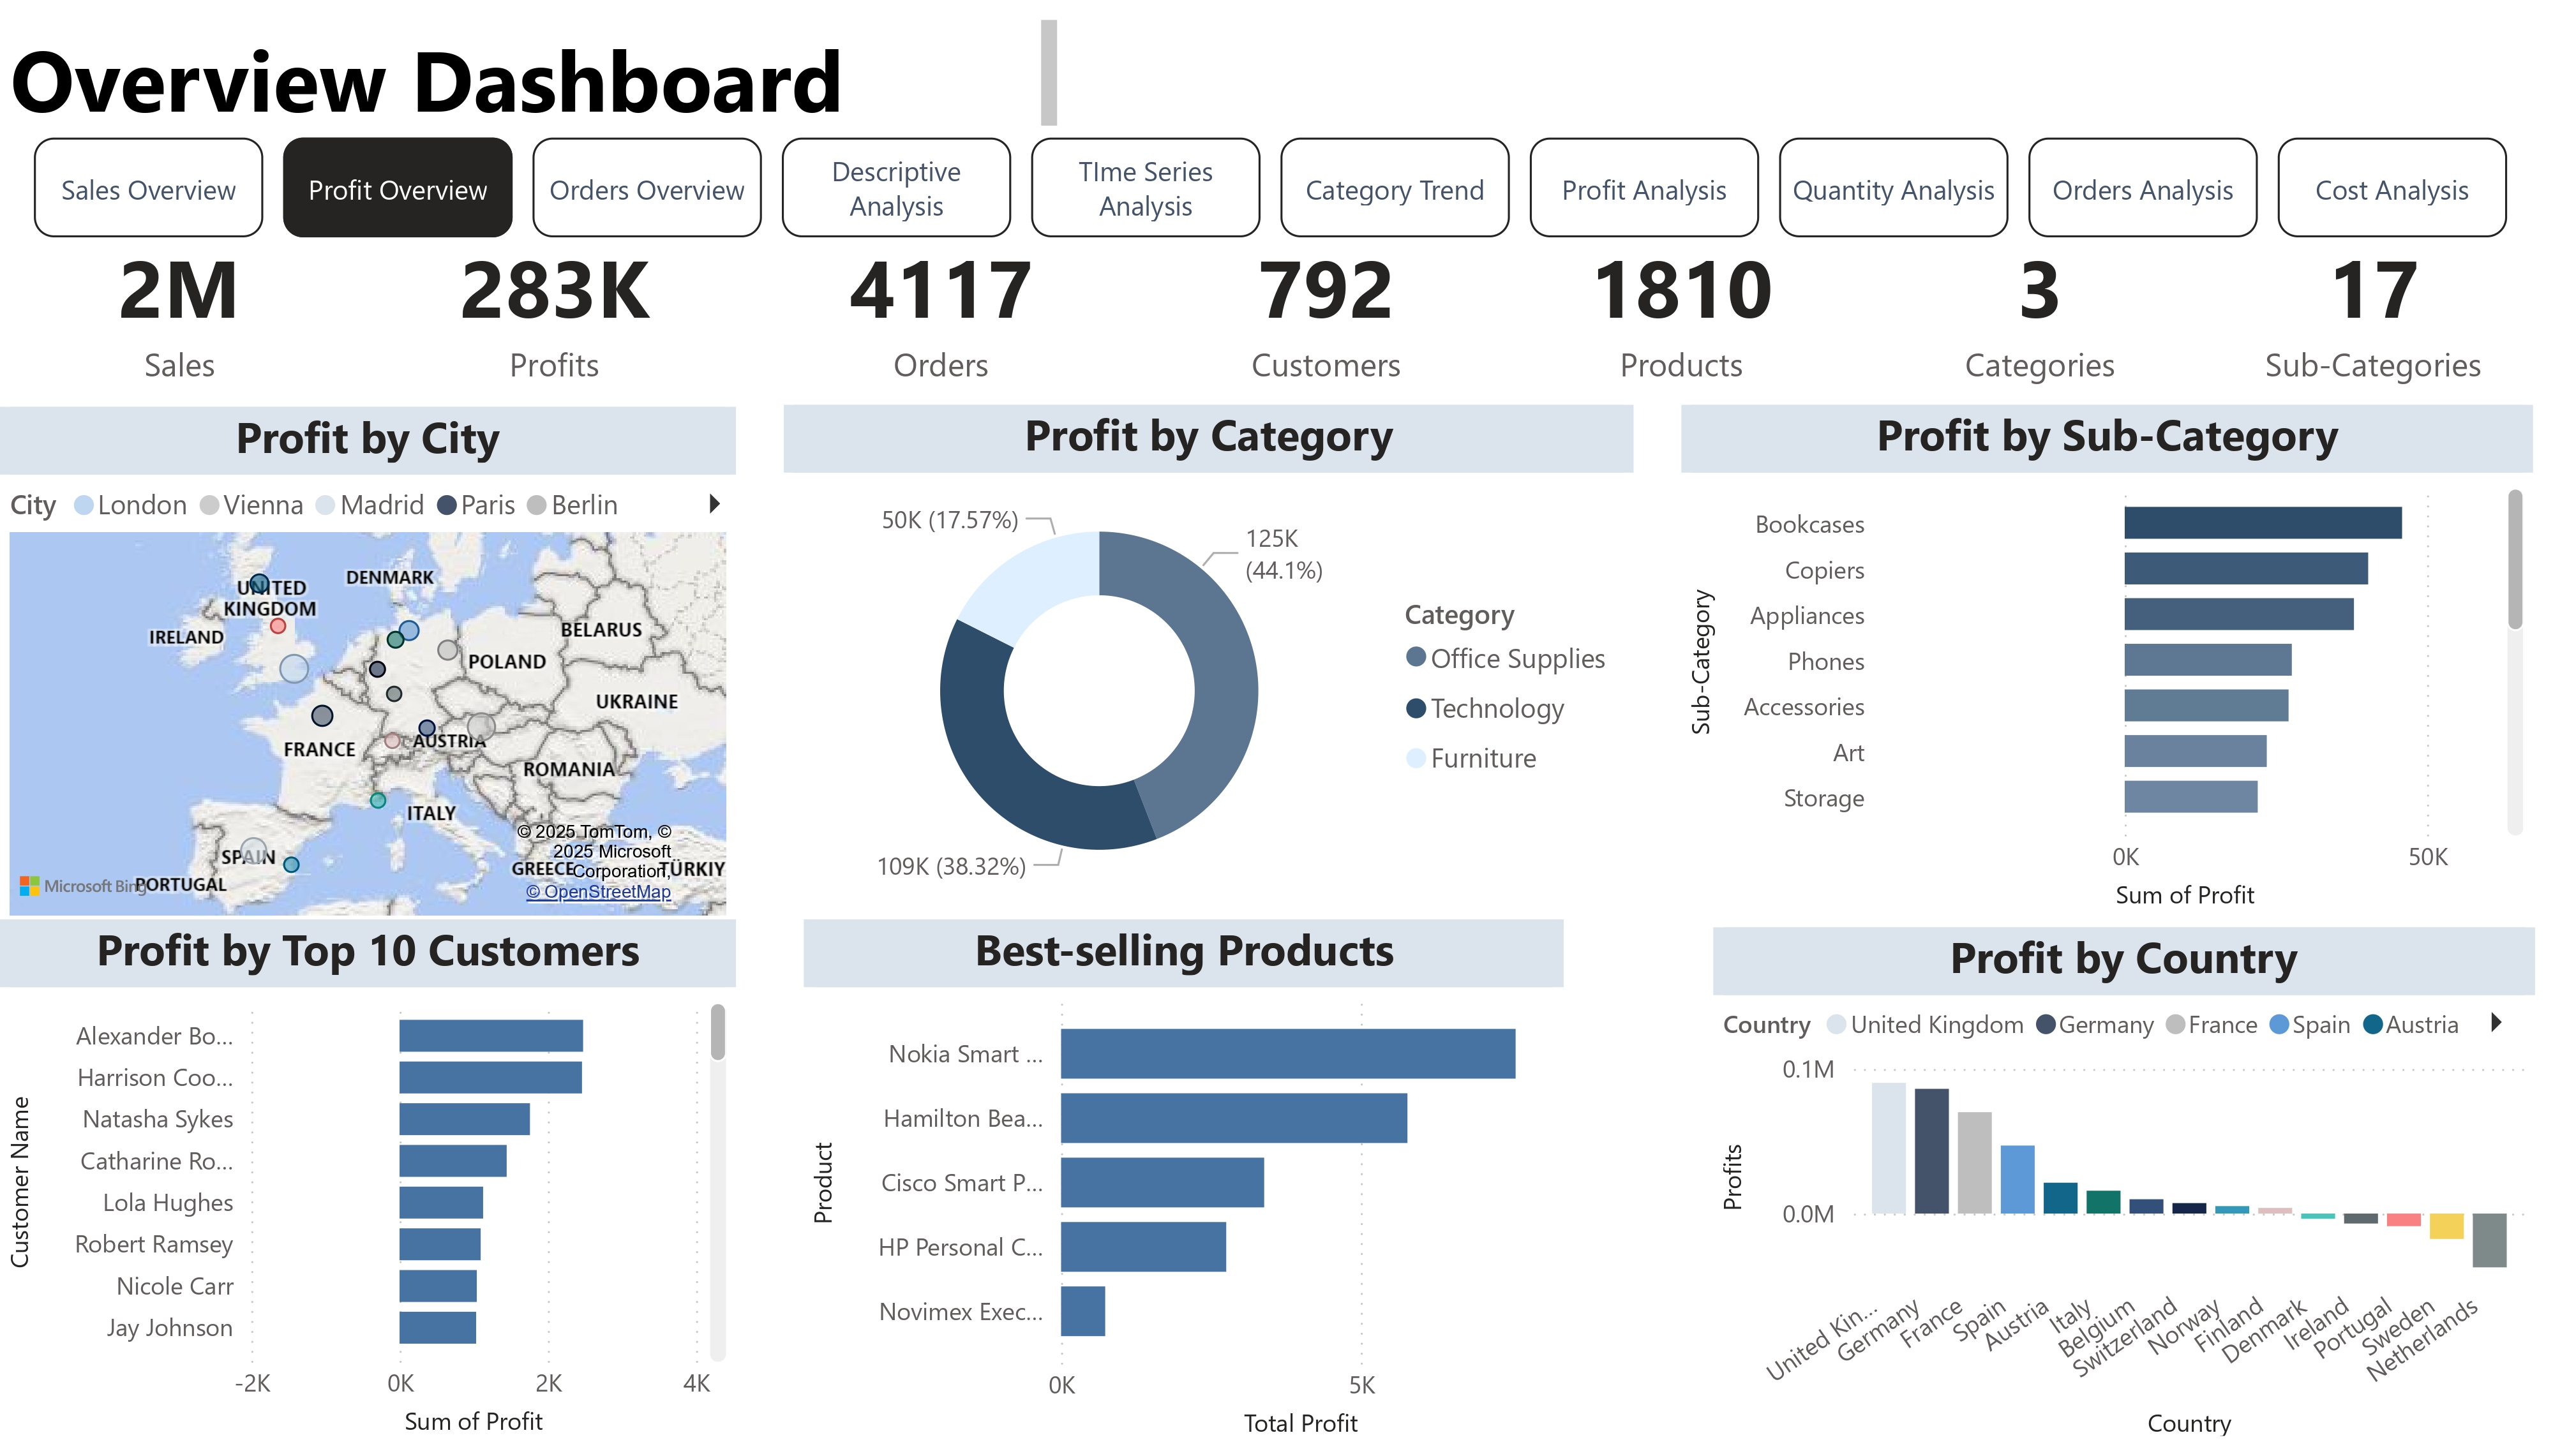 Overview Dashboard
Sales Overview
Profit Overview
Orders Overview
Descriptive
Analysis
TIme Series
Analysis
Category Trend
Profit Analysis
Quantity Analysis
Orders Analysis
Cost Analysis
2M
Sales
283K
Profits
4117
Orders
792
Customers
1810
Products
3
Categories
17
Sub-Categories
Profit by City
City London Vienna Madrid Paris Berlin
UNITED
KINGDOM
DENMARK
IRELAND
BELARUS
POLAND
UKRAINE
FRANCE
AUSTRIA
ROMANIA
ITALY
SPAIN
PORTUGAL
GREECE
TÜRKIY
Microsoft Bing
© 2025 TomTom, ©
2025 Microsoft
Corporation,
© OpenStreetMap
Profit by Category
50K (17.57%)
125K
(44.1%)
109K (38.32%)
Category
Office Supplies
Technology
Furniture
Profit by Sub-Category
Sub-Category
Bookcases
Copiers
Appliances
Phones
Accessories
Art
Storage
0K 50K
Sum of Profit
Profit by Top 10 Customers
Customer Name
Alexander Bo...
Harrison Coo...
Natasha Sykes
Catharine Ro...
Lola Hughes
Robert Ramsey
Nicole Carr
Jay Johnson
-2K 0K 2K 4K
Sum of Profit
Best-selling Products
Product
Nokia Smart ...
Hamilton Bea...
Cisco Smart P...
HP Personal C...
Novimex Exec...
0K 5K
Total Profit
Profit by Country
Country United Kingdom Germany France Spain Austria
Profits
0.1M
0.0M
United Kin...
Germany
France
Spain
Austria
Italy
Belgium
Switzerland
Norway
Finland
Denmark
Ireland
Portugal
Sweden
Netherlands
Country